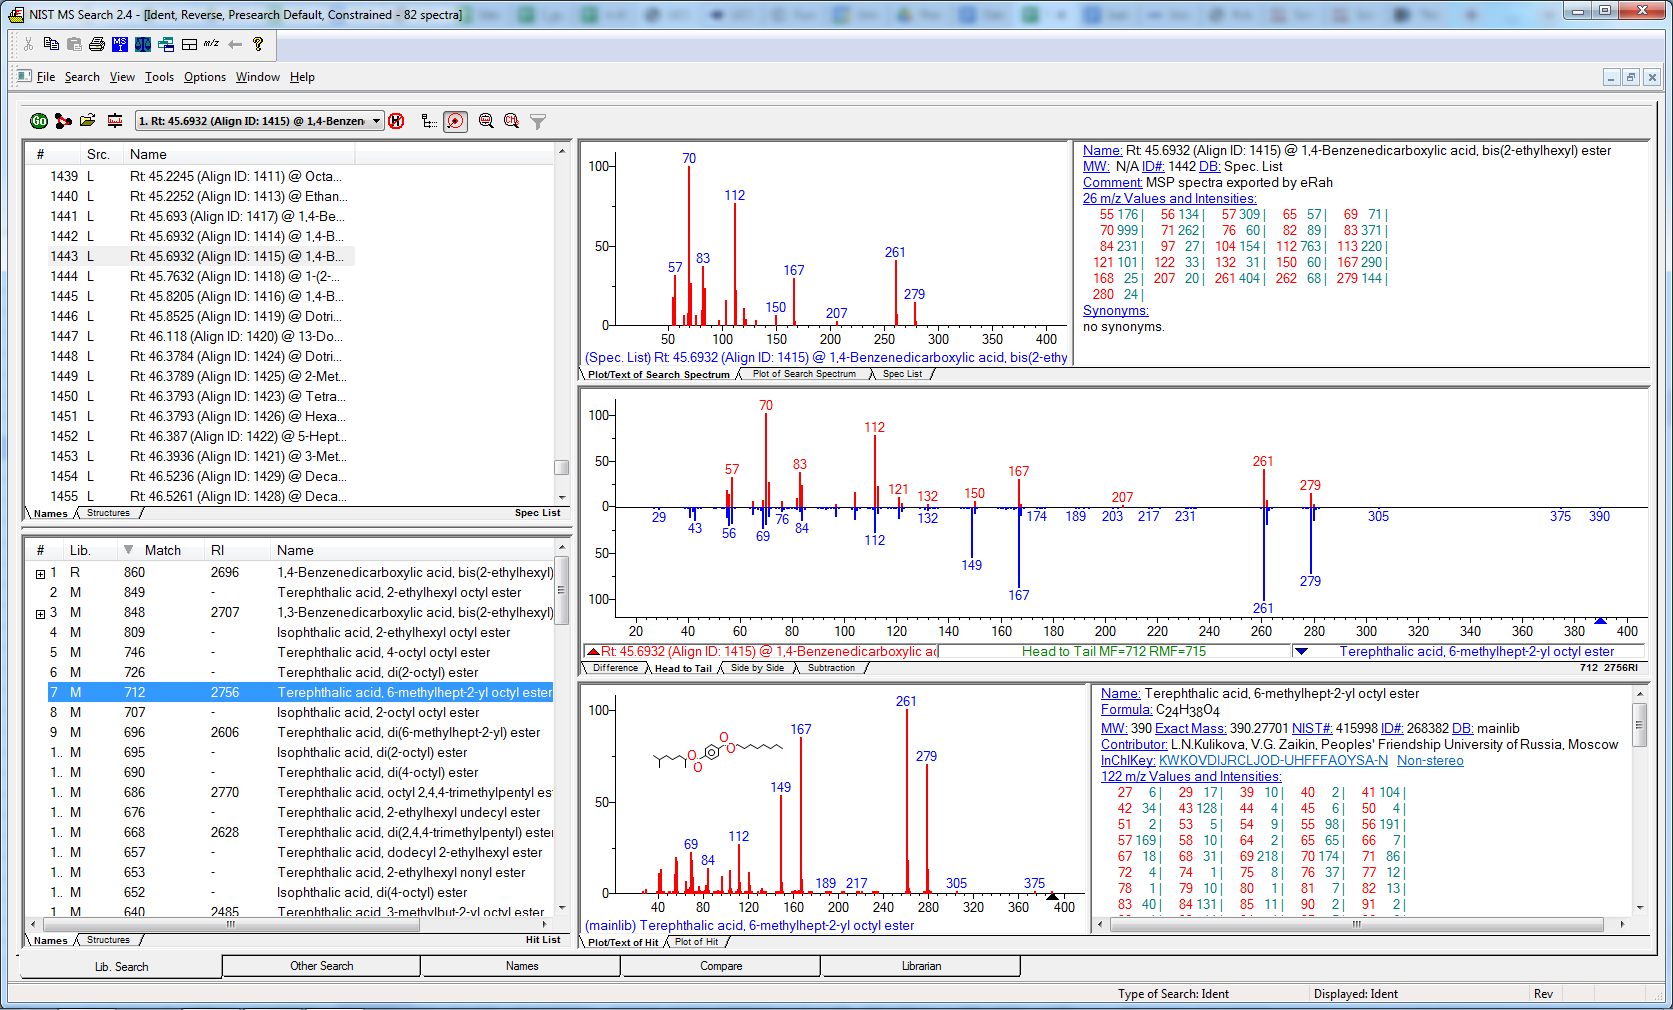 NIST MS Search 2.4 - [Ident, Reverse, Presearch Default, Constrained - 82 spectra]
File Search View Tools Options Window Help
1. Rt: 45.6932 (Align ID: 1415) @ 1,4-Benzen
# Src. Name
1439 L Rt: 45.2245 (Align ID: 1411) @ Octa...
1440 L Rt: 45.2252 (Align ID: 1413) @ Ethan...
1441 L Rt: 45.693 (Align ID: 1417) @ 1,4-Be...
1442 L Rt: 45.6932 (Align ID: 1414) @ 1,4-B...
1443 L Rt: 45.6932 (Align ID: 1415) @ 1,4-B...
1444 L Rt: 45.7632 (Align ID: 1418) @ 1-(2-...
1445 L Rt: 45.8205 (Align ID: 1416) @ 1,4-B...
1446 L Rt: 45.8525 (Align ID: 1419) @ Dotri...
1447 L Rt: 46.118 (Align ID: 1420) @ 13-Do...
1448 L Rt: 46.3784 (Align ID: 1424) @ Dotri...
1449 L Rt: 46.3789 (Align ID: 1425) @ 2-Met...
1450 L Rt: 46.3793 (Align ID: 1423) @ Tetra...
1451 L Rt: 46.3793 (Align ID: 1426) @ Hexa...
1452 L Rt: 46.387 (Align ID: 1422) @ 5-Hept...
1453 L Rt: 46.3936 (Align ID: 1421) @ 3-Met...
1454 L Rt: 46.5236 (Align ID: 1429) @ Deca...
1455 L Rt: 46.5261 (Align ID: 1428) @ Deca...
Names Structures Spec List
100 50 0
70 112 57 83 261 167 279 150 207
50 100 150 200 250 300 350 400
(Spec. List) Rt: 45.6932 (Align ID: 1415) @ 1,4-Benzenedicarboxylic acid, bis(2-ethy
Plot/Text of Search Spectrum Plot of Search Spectrum Spec List
Name: Rt: 45.6932 (Align ID: 1415) @ 1,4-Benzenedicarboxylic acid, bis(2-ethylhexyl) ester
MW: N/A ID#: 1442 DB: Spec. List
Comment: MSP spectra exported by eRah
26 m/z Values and Intensities:
55 176 | 56 134 | 57 309 | 65 57 | 69 71 |
70 999 | 71 262 | 76 60 | 82 89 | 83 371 |
84 231 | 97 27 | 104 154 | 112 763 | 113 220 |
121 101 | 122 33 | 132 31 | 150 60 | 167 290 |
168 25 | 207 20 | 261 404 | 262 68 | 279 144 |
280 24 |
Synonyms:
no synonyms.
100 50 0 50 100
70 112 57 83 121 132 150 167 207 261 279
29 43 56 69 76 84 112 132 149 167 174 189 203 217 231 261 279 305 375 390
20 40 60 80 100 120 140 160 180 200 220 240 260 280 300 320 340 360 380 400
Rt: 45.6932 (Align ID: 1415) @ 1,4-Benzenedicarboxylic ac Head to Tail MF=712 RMF=715 Terephthalic acid, 6-methylhept-2-yl octyl ester
Difference Head to Tail Side by Side Subtraction 712 2756RI
# Lib. Match RI Name
1 R 860 2696 1,4-Benzenedicarboxylic acid, bis(2-ethylhexyl)
2 M 849 - Terephthalic acid, 2-ethylhexyl octyl ester
3 M 848 2707 1,3-Benzenedicarboxylic acid, bis(2-ethylhexyl)
4 M 809 - Isophthalic acid, 2-ethylhexyl octyl ester
5 M 746 - Terephthalic acid, 4-octyl octyl ester
6 M 726 - Terephthalic acid, di(2-octyl) ester
7 M 712 2756 Terephthalic acid, 6-methylhept-2-yl octyl ester
8 M 707 - Isophthalic acid, 2-octyl octyl ester
9 M 696 2606 Terephthalic acid, di(6-methylhept-2-yl) ester
1.. M 695 - Isophthalic acid, di(2-octyl) ester
1.. M 690 - Terephthalic acid, di(4-octyl) ester
1.. M 686 2770 Terephthalic acid, octyl 2,4,4-trimethylpentyl es
1.. M 676 - Terephthalic acid, 2-ethylhexyl undecyl ester
1.. M 668 2628 Terephthalic acid, di(2,4,4-trimethylpentyl) ester
1.. M 657 - Terephthalic acid, dodecyl 2-ethylhexyl ester
1.. M 653 - Terephthalic acid, 2-ethylhexyl nonyl ester
1.. M 652 - Isophthalic acid, di(4-octyl) ester
1 M 640 2485 Terephthalic acid, 3-methylbut-2-yl octyl ester
Names Structures Hit List
100 50 0
261 167 279 149 112 69 84 189 217 305 375
O O O O
40 80 120 160 200 240 280 320 360 400
(mainlib) Terephthalic acid, 6-methylhept-2-yl octyl ester
Plot/Text of Hit Plot of Hit
Name: Terephthalic acid, 6-methylhept-2-yl octyl ester
Formula: C24H38O4
MW: 390 Exact Mass: 390.27701 NIST#: 415998 ID#: 268382 DB: mainlib
Contributor: L.N.Kulikova, V.G. Zaikin, Peoples' Friendship University of Russia, Moscow
InChIKey: KWKOVDIJRCLJOD-UHFFFAOYSA-N Non-stereo
122 m/z Values and Intensities:
27 6 | 29 17 | 39 10 | 40 2 | 41 104 |
42 34 | 43 128 | 44 4 | 45 6 | 50 4 |
51 2 | 53 5 | 54 9 | 55 98 | 56 191 |
57 169 | 58 10 | 64 2 | 65 65 | 66 7 |
67 18 | 68 31 | 69 218 | 70 174 | 71 86 |
72 4 | 74 1 | 75 8 | 76 37 | 77 12 |
78 1 | 79 10 | 80 1 | 81 7 | 82 13 |
83 40 | 84 131 | 85 11 | 90 2 | 91 2 |
Lib. Search Other Search Names Compare Librarian
Type of Search: Ident Displayed: Ident Rev